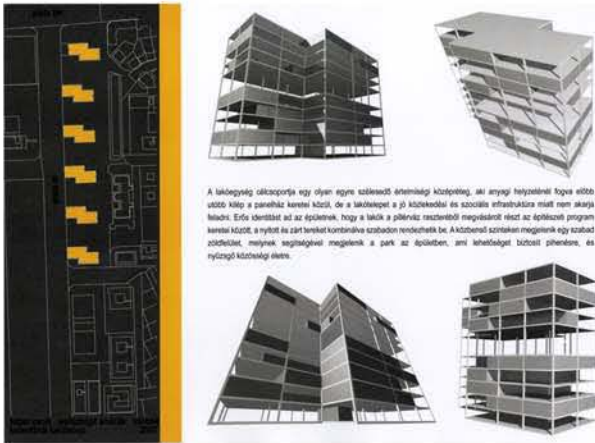 A lakóegység célcsoportja egy olyan egyre szélesedő értelmiségi középréteg, aki anyagi helyzeténél fogva előbb
utóbb kilép a panelház keretei közül, de a lakótelepet a jó közlekedési és szociális infrastruktúra miatt nem akarja
feladni. Erős identitást ad az épületnek, hogy a lakók a pillérváz raszteréből megvásárolt részt az építészeti program
keretei között, a nyitott és zárt tereket kombinálva szabadon rendezhetik be. A közbenső szinteken megjelenik egy szabad
zöldfelület, melynek segítségével megjelenik a park az épületben, ami lehetőséget biztosít pihenésre, és
nyüzsgő közösségi életre.